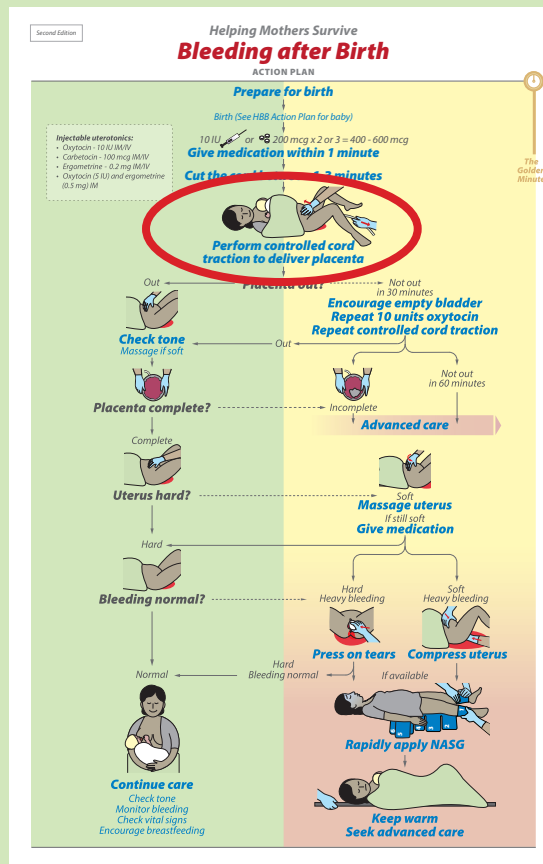 Second Edition
Helping Mothers Survive
Bleeding after Birth
ACTION PLAN
Prepare for birth
Birth (See HBB Action Plan for baby)
10 IU or 200 mcg x 2 or 3 = 400 - 600 mcg
Give medication within 1 minute
Injectable uterotonics:
• Oxytocin - 10 IU IM/IV
• Carbetocin - 100 mcg IM/IV
• Ergometrine – 0.2 mg IM/IV
• Oxytocin (5 IU) and ergometrine
(0.5 mg) IM
The
Golden
Minute
Cut the 3 minutes
Perform controlled cord
traction to deliver placenta
Placenta out?
Out
Not out
in 30 minutes
Encourage empty bladder
Repeat 10 units oxytocin
Repeat controlled cord traction
Check tone
Massage if soft
Out
Not out
in 60 minutes
Placenta complete?
Incomplete
Advanced care
Complete
Uterus hard?
Soft
Massage uterus
If still soft
Give medication
Hard
Bleeding normal?
Hard
Heavy bleeding
Soft
Heavy bleeding
Press on tears
Compress uterus
Normal
Hard
Bleeding normal
If available
5
4
3
2
Rapidly apply NASG
Continue care
Check tone
Monitor bleeding
Check vital signs
Encourage breastfeeding
Keep warm
Seek advanced care